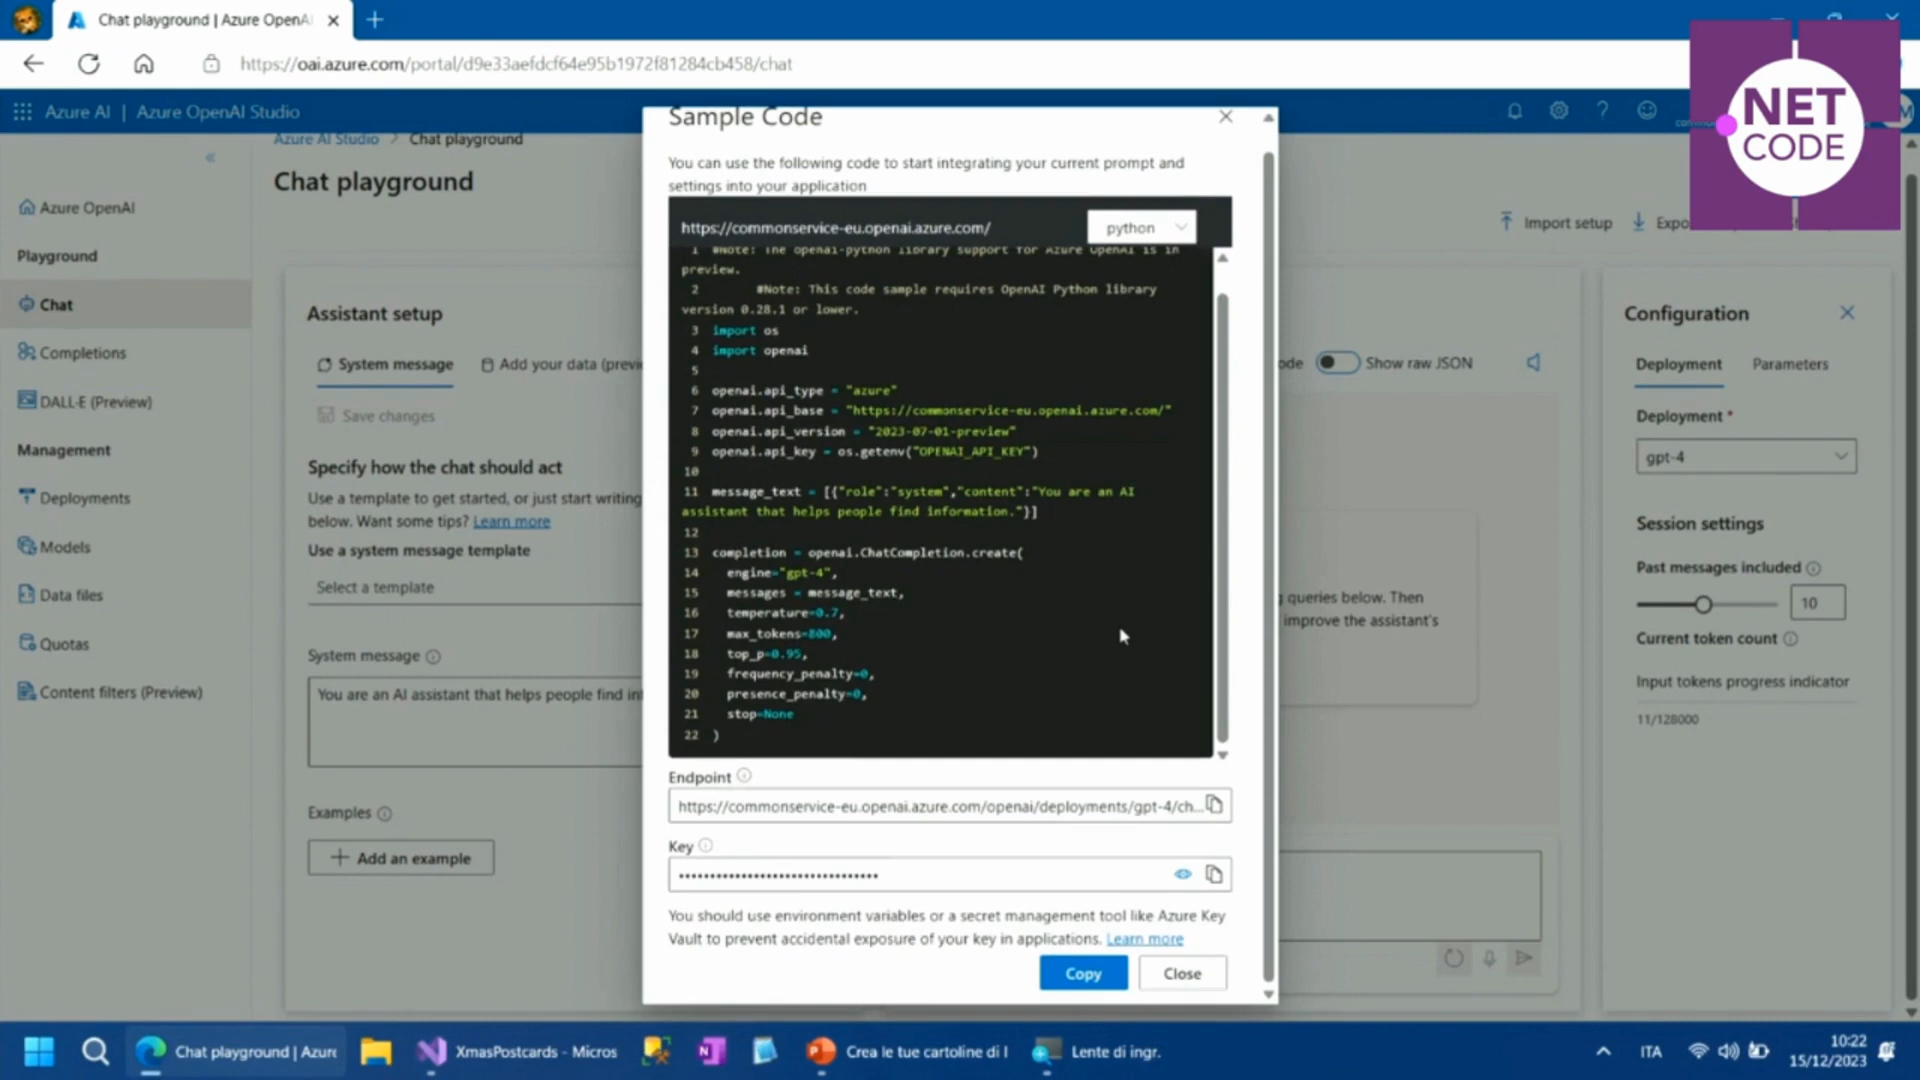 Chat playground | Azure OpenAI
https://oai.azure.com/portal/d9e33aefdcf64e95b1972f81284cb458/chat
NET
CODE
Azure AI | Azure OpenAI Studio
Azure AI Studio > Chat playground
Chat playground
Import setup
Azure OpenAI
Playground
Chat
Completions
DALL-E (Preview)
Management
Deployments
Models
Data files
Quotas
Content filters (Preview)
Assistant setup
System message
Add your data (previ
Save changes
Specify how the chat should act
Use a template to get started, or just start writing
below. Want some tips? Learn more
Use a system message template
Select a template
System message
You are an AI assistant that helps people find in
Examples
+ Add an example
Sample Code
You can use the following code to start integrating your current prompt and
settings into your application
https://commonservice-eu.openai.azure.com/
python
1 #Note: The openai-python library support for Azure OpenAI is in
preview.
2 #Note: This code sample requires OpenAI Python library
version 0.28.1 or lower.
3 import os
4 import openai
5
6 openai.api_type = "azure"
7 openai.api_base = "https://commonservice-eu.openai.azure.com/"
8 openai.api_version = "2023-07-01-preview"
9 openai.api_key = os.getenv("OPENAI_API_KEY")
10
11 message_text = [{"role":"system","content":"You are an AI
assistant that helps people find information."}]
12
13 completion = openai.ChatCompletion.create(
14 engine="gpt-4",
15 messages = message_text,
16 temperature=0.7,
17 max_tokens=800,
18 top_p=0.95,
19 frequency_penalty=0,
20 presence_penalty=0,
21 stop=None
22 )
Endpoint
https://commonservice-eu.openai.azure.com/openai/deployments/gpt-4/ch...
Key
You should use environment variables or a secret management tool like Azure Key
Vault to prevent accidental exposure of your key in applications. Learn more
Copy
Close
ode
Show raw JSON
queries below. Then
improve the assistant's
Configuration
Deployment
Parameters
Deployment *
gpt-4
Session settings
Past messages included
10
Current token count
Input tokens progress indicator
11/128000
Chat playground | Azure
XmasPostcards - Micros
Crea le tue cartoline di l
Lente di ingr.
ITA
10:22
15/12/2023